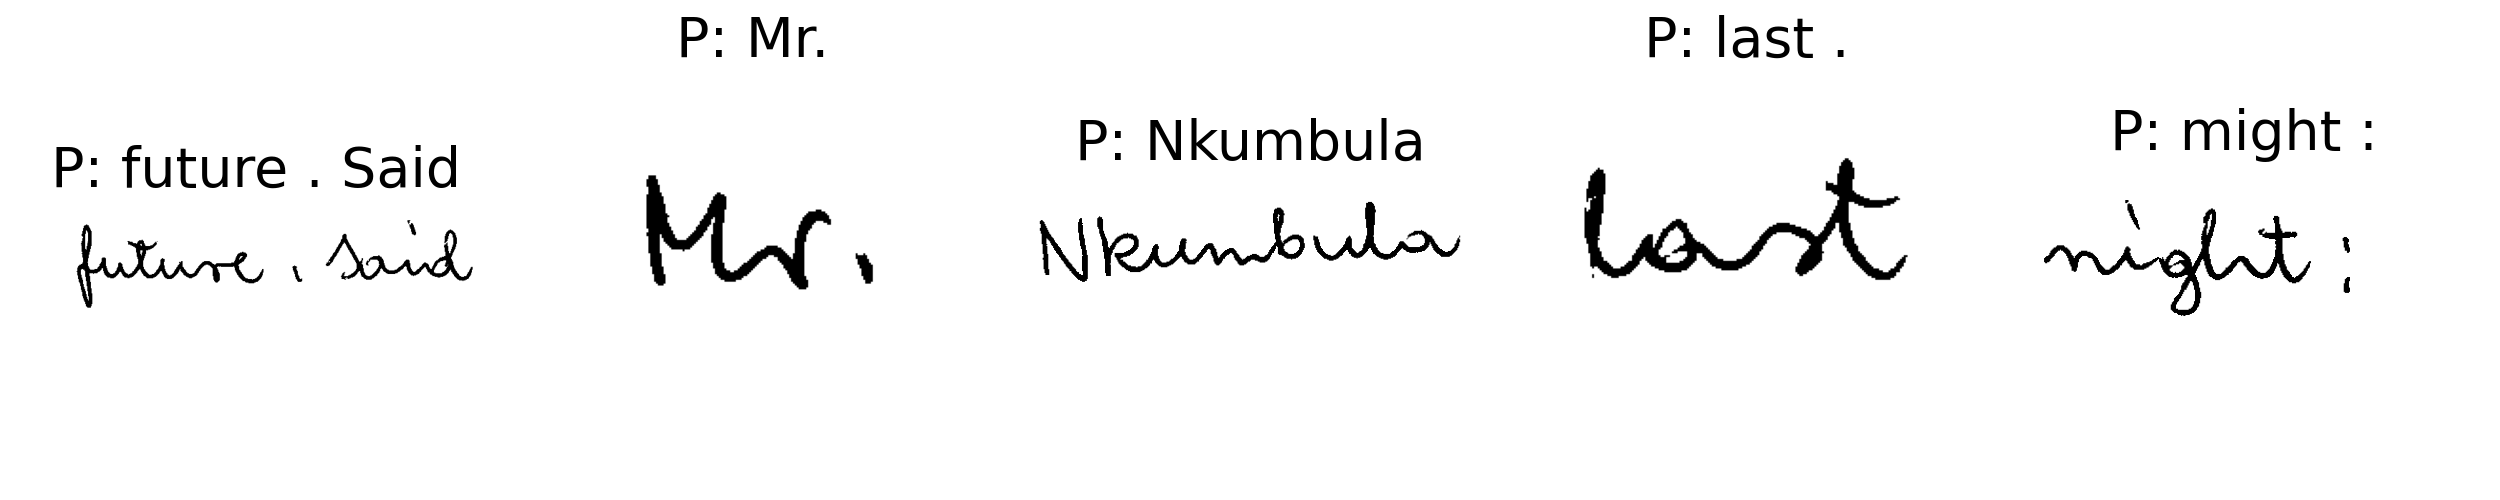 P: future . Said
future . Said
P: Mr.
Mr.
P: Nkumbula
Nkumbula
P: last .
last
P: might :
night :